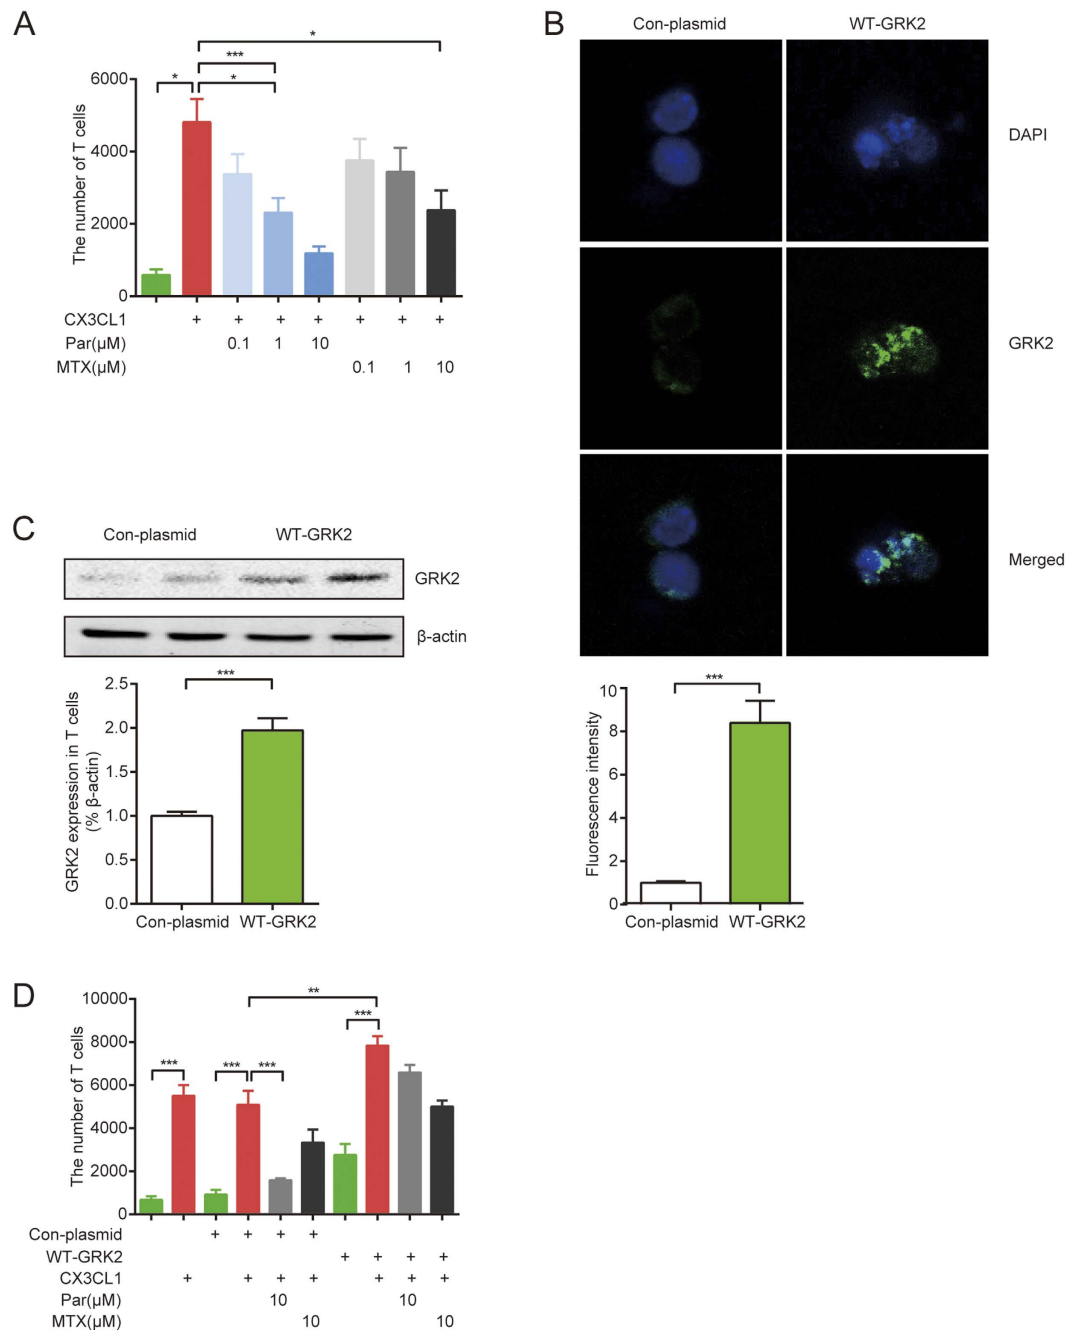 A
*
***
*
*
6000
4000
2000
0
The number of T cells
CX3CL1 + + + + + + +
Par(µM) 0.1 1 10
MTX(µM) 0.1 1 10
B
Con-plasmid WT-GRK2
DAPI
GRK2
Merged
***
10
8
6
4
2
0
Fluorescence intensity
Con-plasmid WT-GRK2
C
Con-plasmid WT-GRK2
GRK2
β-actin
***
2.5
2.0
1.5
1.0
0.5
0.0
GRK2 expression in T cells
(% β-actin)
Con-plasmid WT-GRK2
D
**
***
*** *** ***
10000
8000
6000
4000
2000
0
The number of T cells
Con-plasmid + + + +
WT-GRK2 + + + +
CX3CL1 + + + + + + +
Par(µM) 10 10
MTX(µM) 10 10